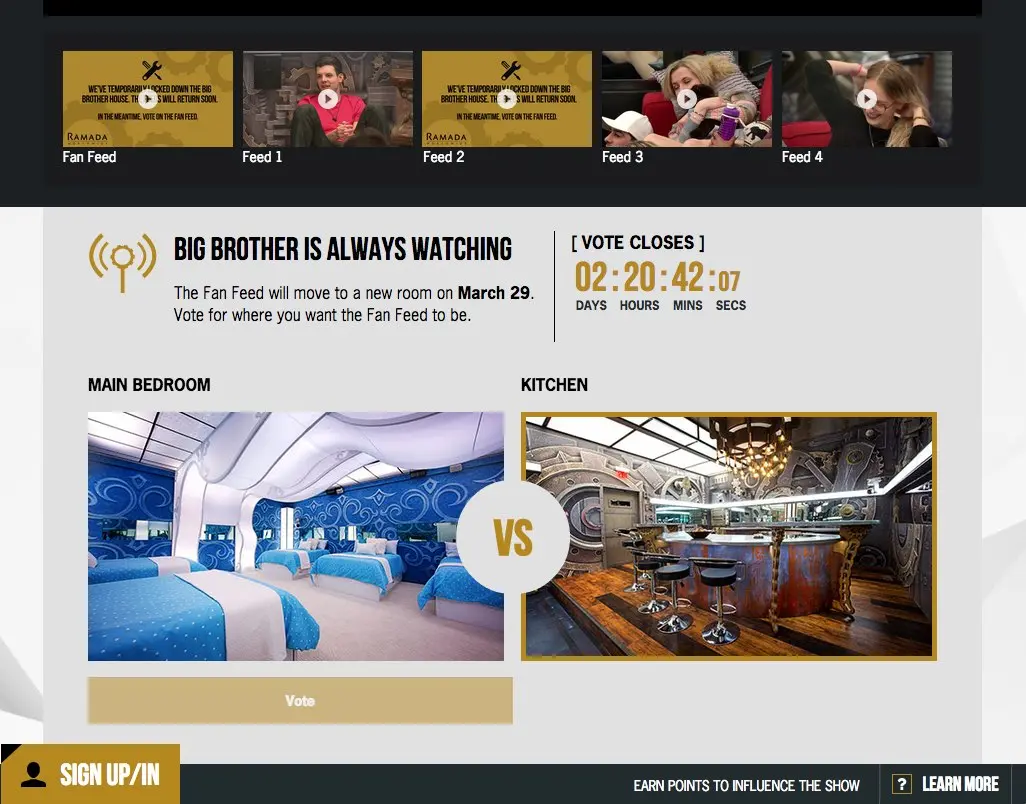 WE'VE TEMPORARILY LOCKED DOWN THE BIG
BROTHER HOUSE. TH S WILL RETURN SOON.
IN THE MEANTIME, VOTE ON THE FAN FEED.
RAMADA
WE'VE TEMPORARILY LOCKED DOWN THE BIG
BROTHER HOUSE. TH S WILL RETURN SOON.
IN THE MEANTIME, VOTE ON THE FAN FEED.
RAMADA
Fan Feed
Feed 1
Feed 2
Feed 3
Feed 4
BIG BROTHER IS ALWAYS WATCHING
The Fan Feed will move to a new room on March 29.
Vote for where you want the Fan Feed to be.
[ VOTE CLOSES ]
02:20:42:07
DAYS HOURS MINS SECS
MAIN BEDROOM
KITCHEN
VS
Vote
SIGN UP/IN
EARN POINTS TO INFLUENCE THE SHOW
? LEARN MORE